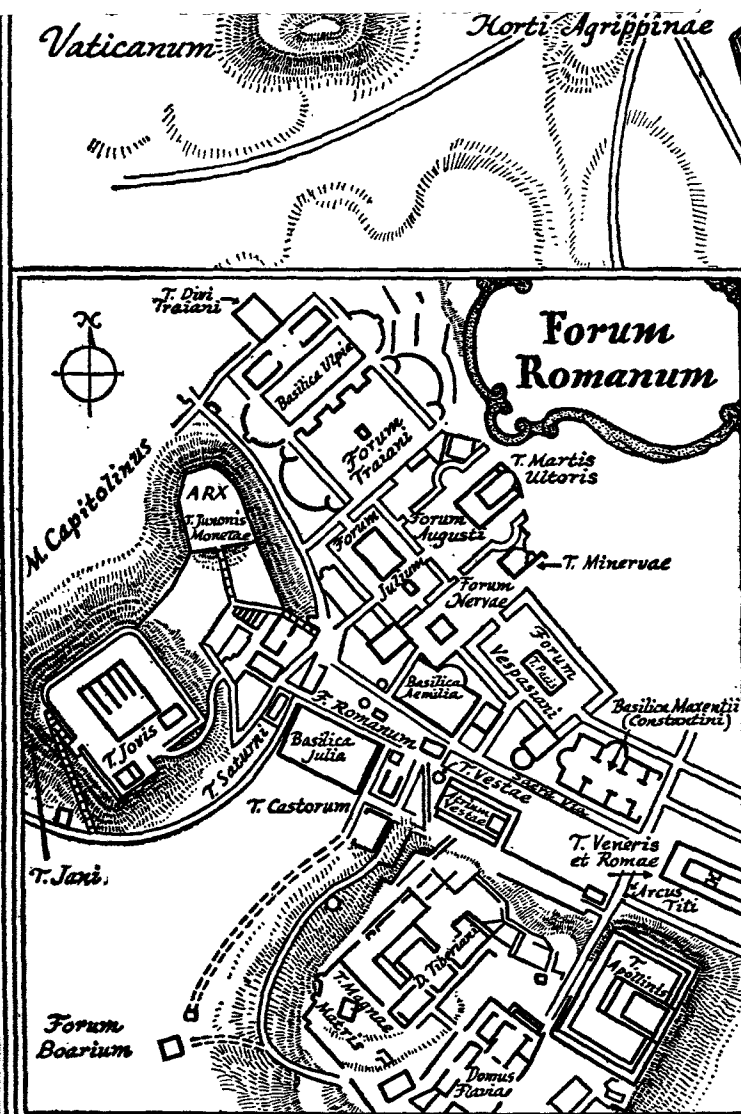 Vaticanum
Horti Agrippinae
Forum
Romanum
N
T. Divi
Traiani
Basilica Ulpia
Forum
Traiani
M. Capitolinus
ARX
T. Junonis
Monetae
Forum
Julium
Forum
Augusti
T. Martis
Ultoris
T. Minervae
Forum
Nervae
Forum
Vespasiani
T. Pacis
Basilica
Aemilia
Basilica Maxentii
(Constantini)
F. Romanum
Basilica
Julia
T. Jovis
T. Saturni
T. Vestae
Sacra Via
Atrium
Vestae
T. Castorum
T. Veneris
et Romae
Arcus
Titi
T. Jani
D. Tiberiani
T. Magnae
Matris
T.
Apollinis
Forum
Boarium
Domus
Flavia